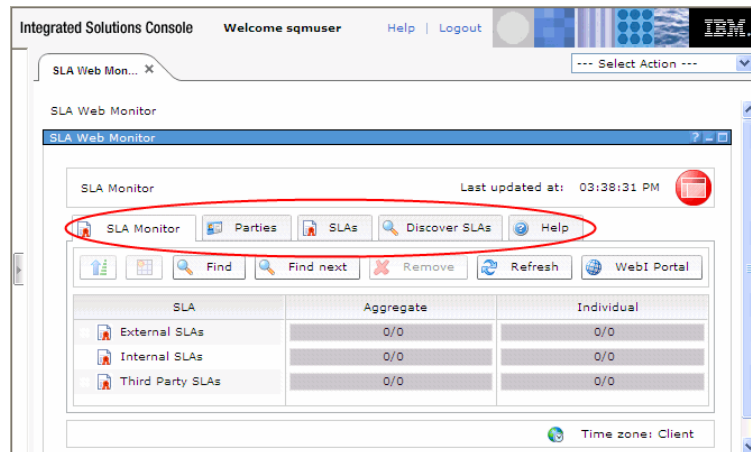 Integrated Solutions Console Welcome sqmuser Help | Logout IBM.
SLA Web Mon... --- Select Action ---
SLA Web Monitor
SLA Web Monitor
SLA Monitor Last updated at: 03:38:31 PM
SLA Monitor Parties SLAs Discover SLAs Help
Find Find next Remove Refresh WebI Portal
SLA Aggregate Individual
External SLAs 0/0 0/0
Internal SLAs 0/0 0/0
Third Party SLAs 0/0 0/0
Time zone: Client